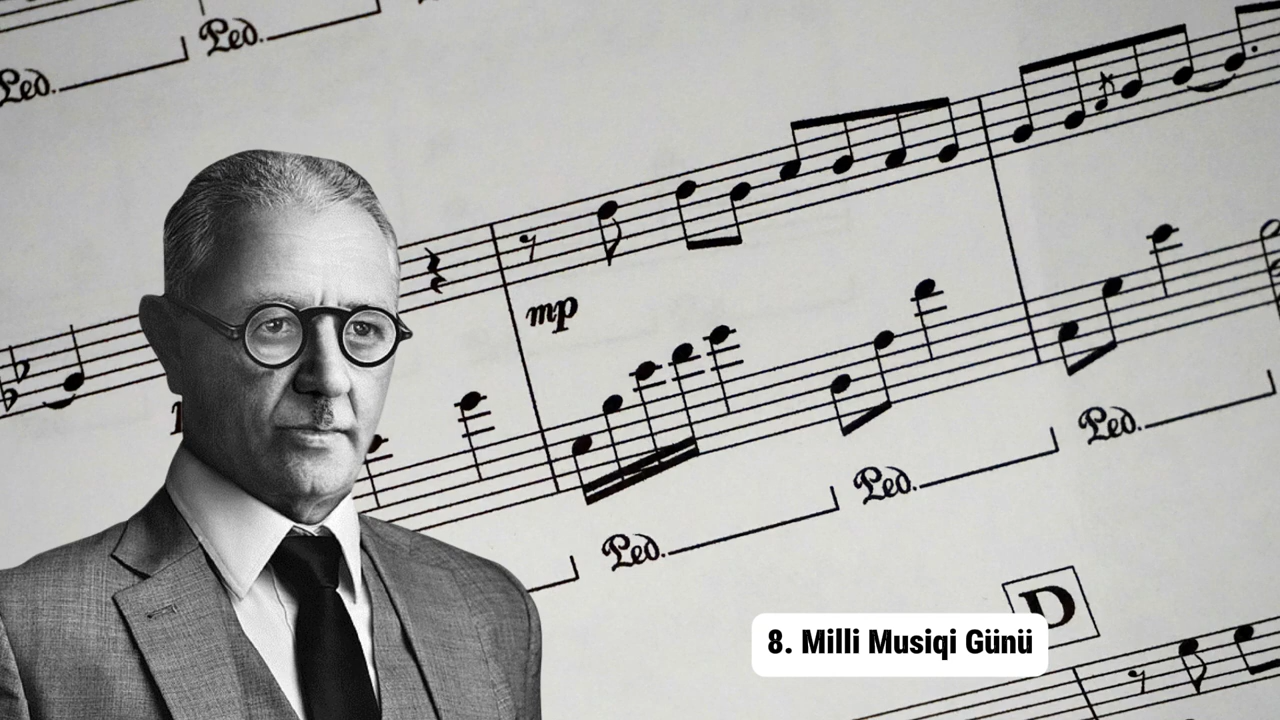 Ped. Ped.
mp
Ped. Ped. Ped.
D
8. Milli Musiqi Günü